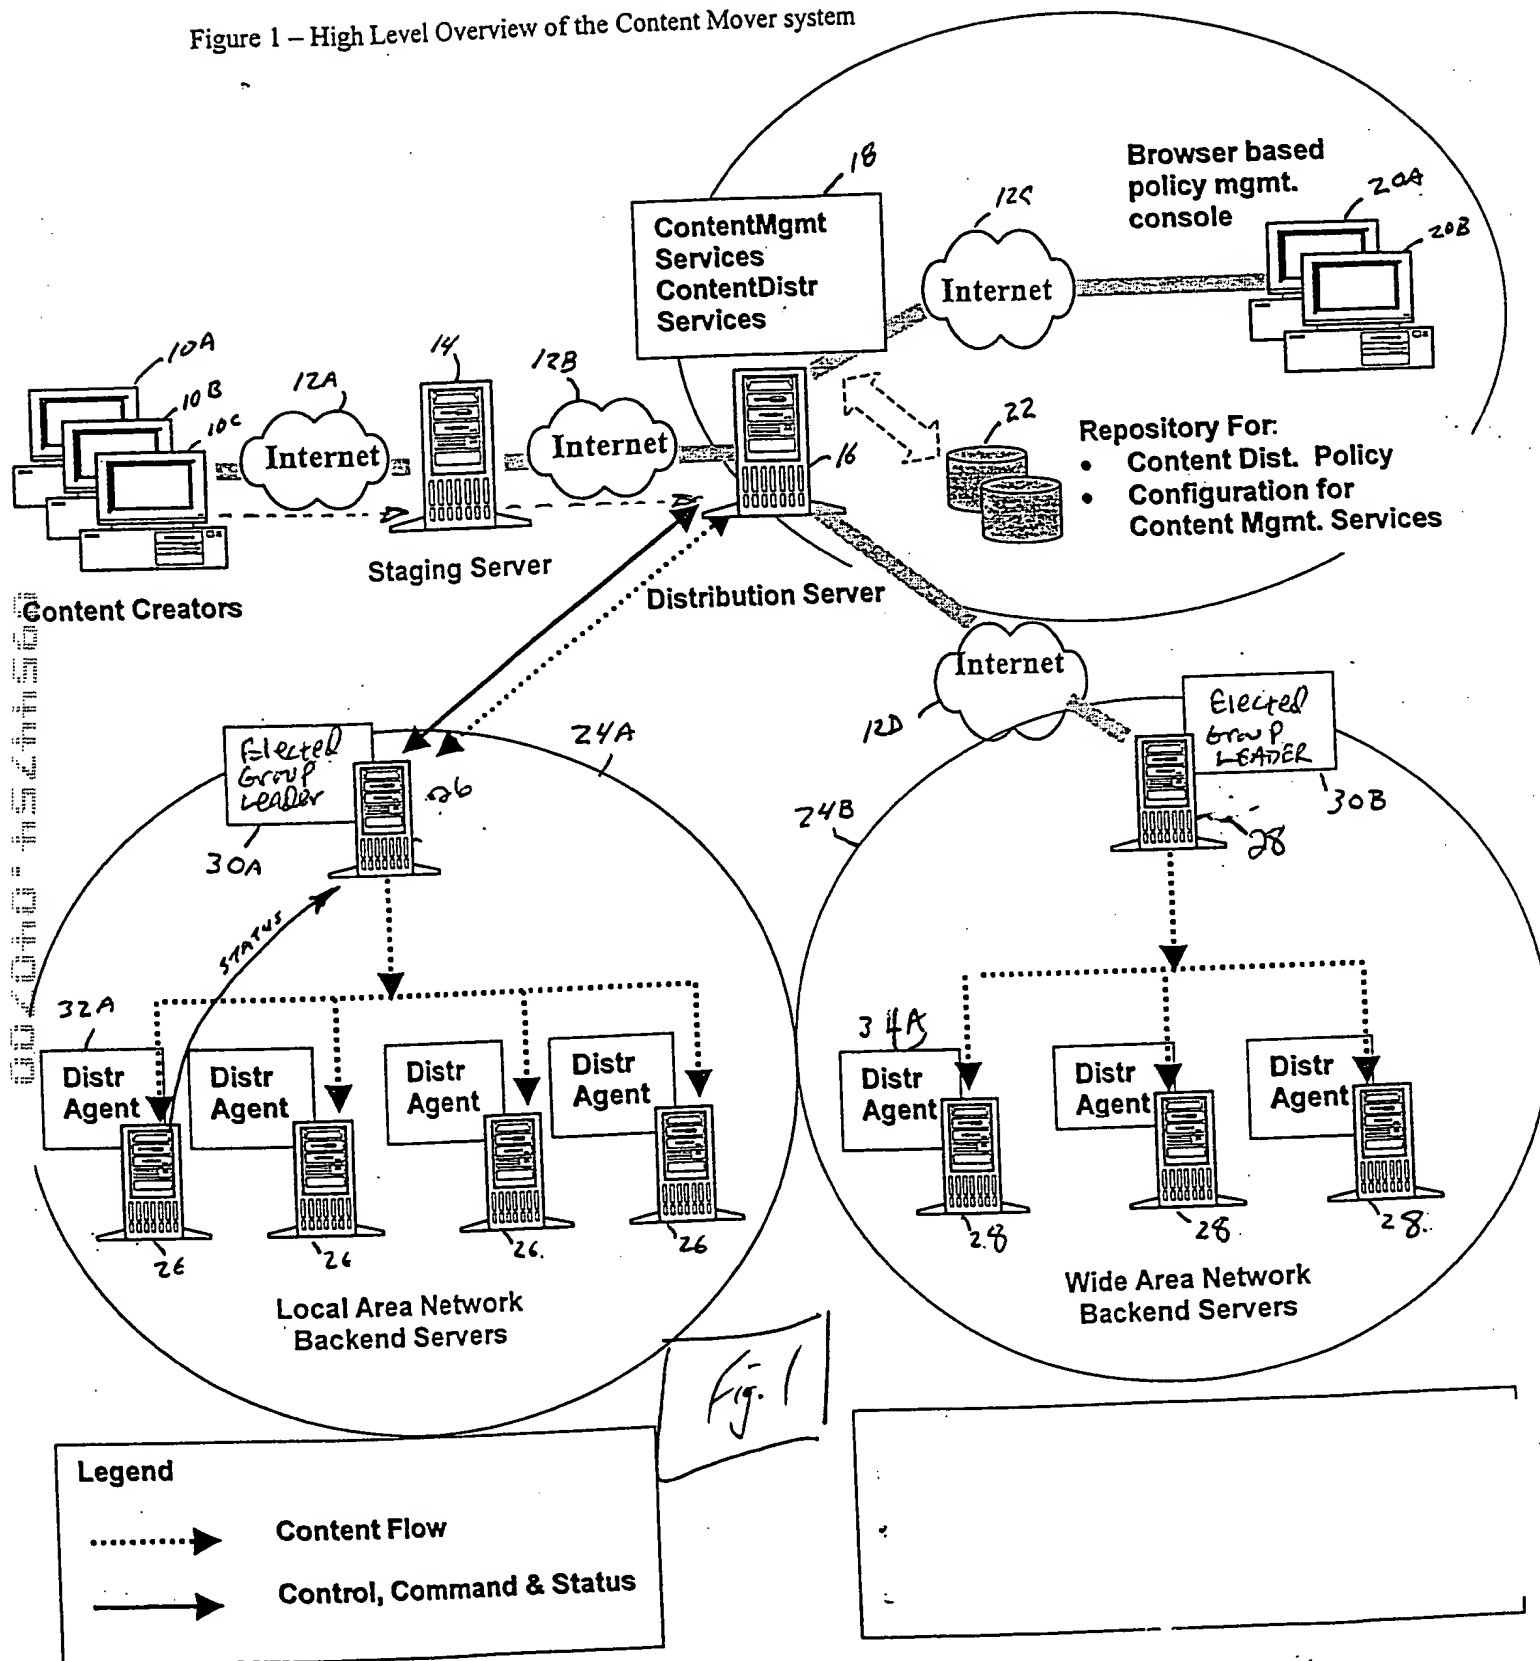 Figure 1 – High Level Overview of the Content Mover system
18
ContentMgmt
Services
ContentDistr
Services
12C
Internet
Browser based
policy mgmt.
console
20A
20B
10A
10B
10C
12A
Internet
14
12B
Internet
16
22
Repository For:
• Content Dist. Policy
• Configuration for
Content Mgmt. Services
Content Creators
Staging Server
Distribution Server
Internet
12D
Elected
Group
Leader
30A
26
24A
Elected
Group
LEADER
30B
28
24B
STATUS
32A
Distr
Agent
Distr
Agent
Distr
Agent
Distr
Agent
34A
Distr
Agent
Distr
Agent
Distr
Agent
26
26
26.
26
28
28
28.
Local Area Network
Backend Servers
Wide Area Network
Backend Servers
Fig. 1
Legend
Content Flow
Control, Command & Status